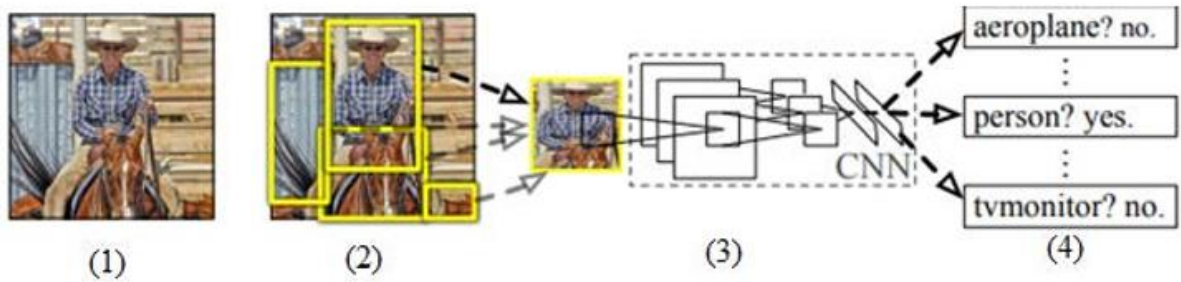 aeroplane? no.
person? yes.
CNN
tvmonitor? no.
(1)
(2)
(3)
(4)